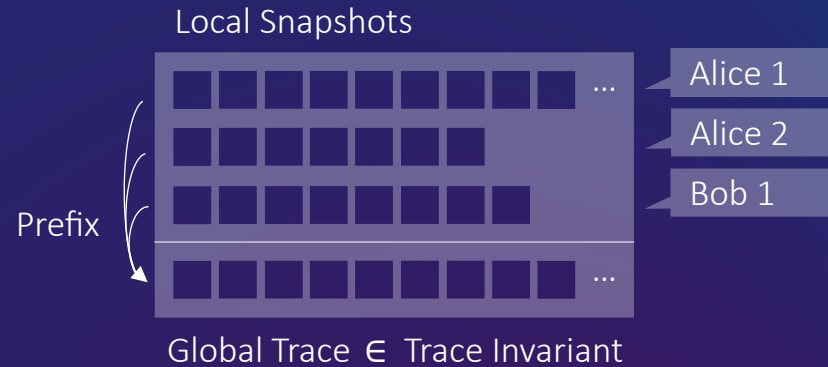 Local Snapshots
... Alice 1
Alice 2
Bob 1
Prefix
...
Global Trace ∈ Trace Invariant